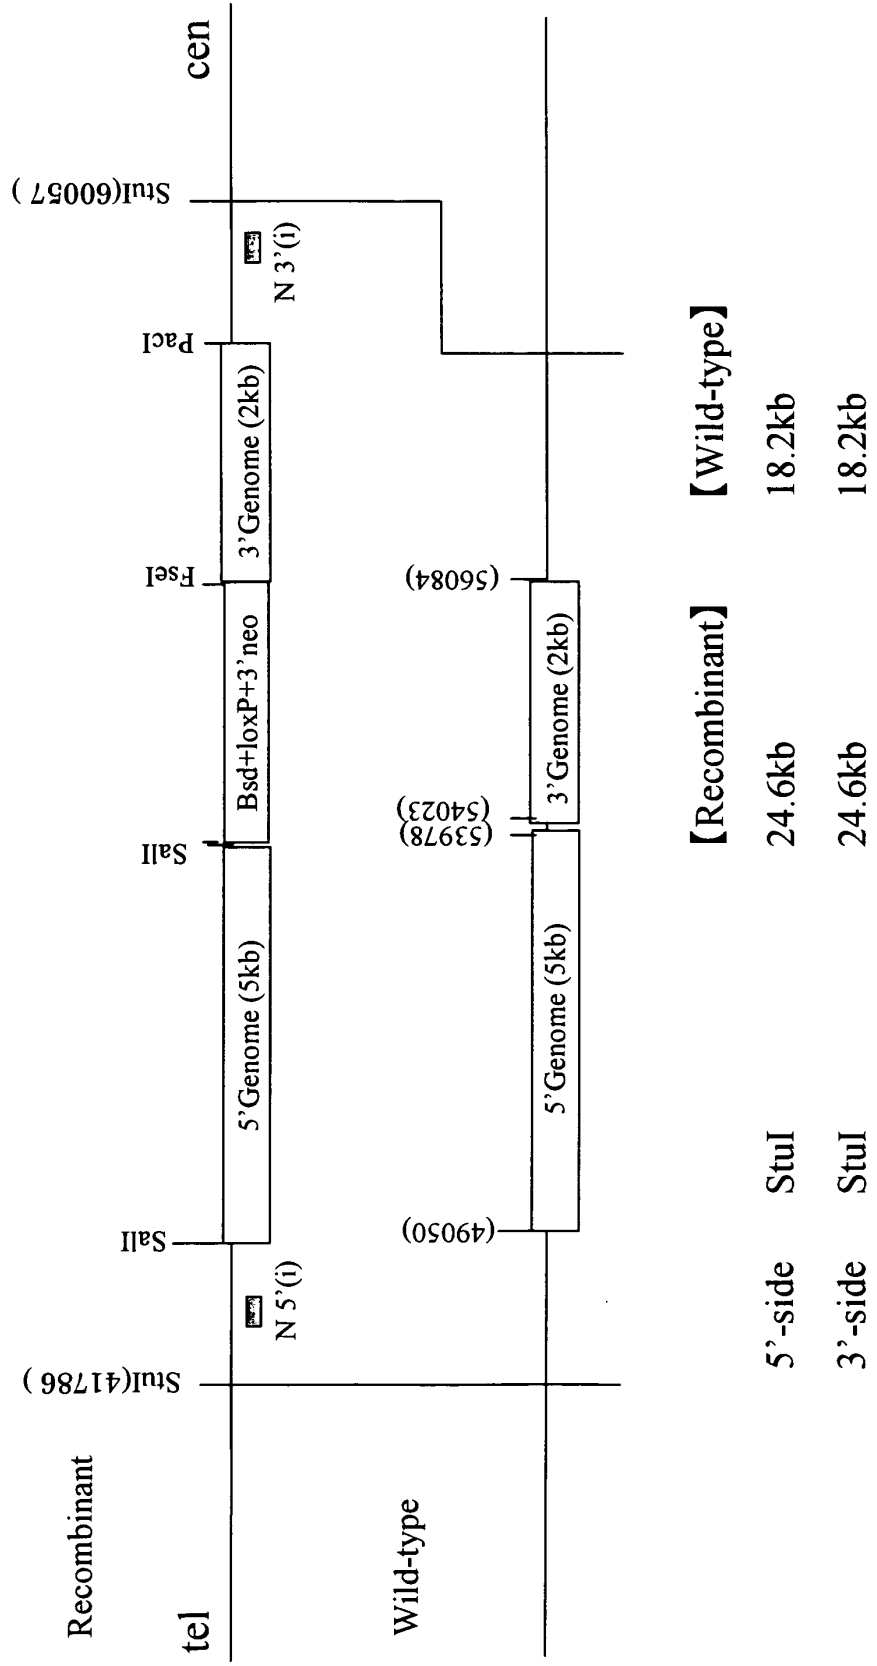 Recombinant
tel
cen
StuI(41786 )
SalI
SalI
FseI
PacI
StuI(60057 )
5’Genome (5kb)
Bsd+loxP+3’neo
3’Genome (2kb)
N 5’(i)
N 3’(i)
Wild-type
(49050)
(53978)
(54023)
(56084)
5’Genome (5kb)
3’Genome (2kb)
【Recombinant】 【Wild-type】
5’-side StuI 24.6kb 18.2kb
3’-side StuI 24.6kb 18.2kb